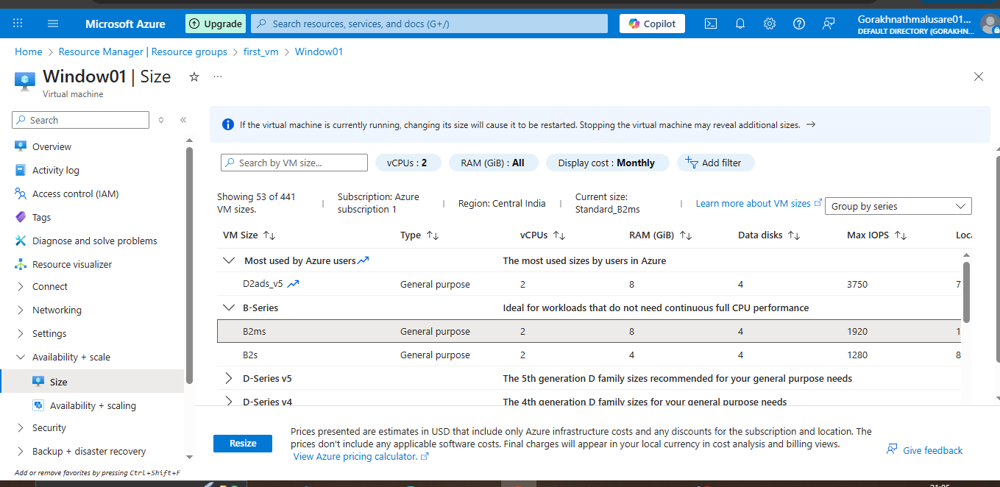 Microsoft Azure
Upgrade
Search resources, services, and docs (G+/)
Copilot
Gorakhnathmalusare01...
DEFAULT DIRECTORY (GORAKHN...
Home > Resource Manager | Resource groups > first_vm > Window01
Window01 | Size
Virtual machine
Search
Overview
Activity log
Access control (IAM)
Tags
Diagnose and solve problems
Resource visualizer
Connect
Networking
Settings
Availability + scale
Size
Availability + scaling
Security
Backup + disaster recovery
Add or remove favorites by pressing Ctrl+Shift+F
If the virtual machine is currently running, changing its size will cause it to be restarted. Stopping the virtual machine may reveal additional sizes.
Search by VM size...
vCPUs : 2
RAM (GiB) : All
Display cost : Monthly
Add filter
Showing 53 of 441
VM sizes.
Subscription: Azure
subscription 1
Region: Central India
Current size:
Standard_B2ms
Learn more about VM sizes
Group by series
VM Size Type vCPUs RAM (GiB) Data disks Max IOPS Loca
Most used by Azure users The most used sizes by users in Azure
D2ads_v5 General purpose 2 8 4 3750 7
B-Series Ideal for workloads that do not need continuous full CPU performance
B2ms General purpose 2 8 4 1920 1
B2s General purpose 2 4 4 1280 8
D-Series v5 The 5th generation D family sizes recommended for your general purpose needs
D-Series v4 The 4th generation D family sizes for your general purpose needs
Resize
Prices presented are estimates in USD that include only Azure infrastructure costs and any discounts for the subscription and location. The
prices don't include any applicable software costs. Final charges will appear in your local currency in cost analysis and billing views.
View Azure pricing calculator.
Give feedback